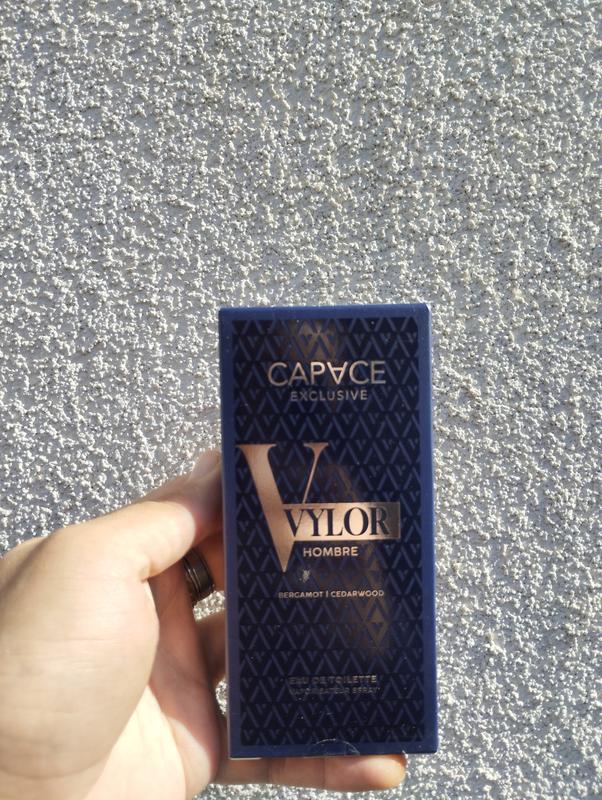 CAPACE
EXCLUSIVE
V
VYLOR
HOMBRE
BERGAMOT | CEDARWOOD
EAU DE TOILETTE
VAPORISATEUR SPRAY